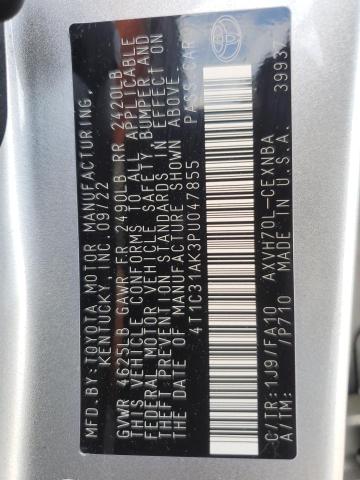 MFD.BY:TOYOTA MOTOR MANUFACTURING,
KENTUCKY, INC.09/22
GVWR 4625LB GAWR FR 2490LB RR 2420LB
THIS VEHICLE CONFORMS TO ALL APPLICABLE
FEDERAL MOTOR VEHICLE SAFETY, BUMPER, AND
THEFT PREVENTION STANDARDS IN EFFECT ON
THE DATE OF MANUFACTURE SHOWN ABOVE.
4T1C31AK3PU047855 PASS.CAR
C/TR:1J9/FA10 AXVH70L-CEXNBA
A/TM: /P710 3993